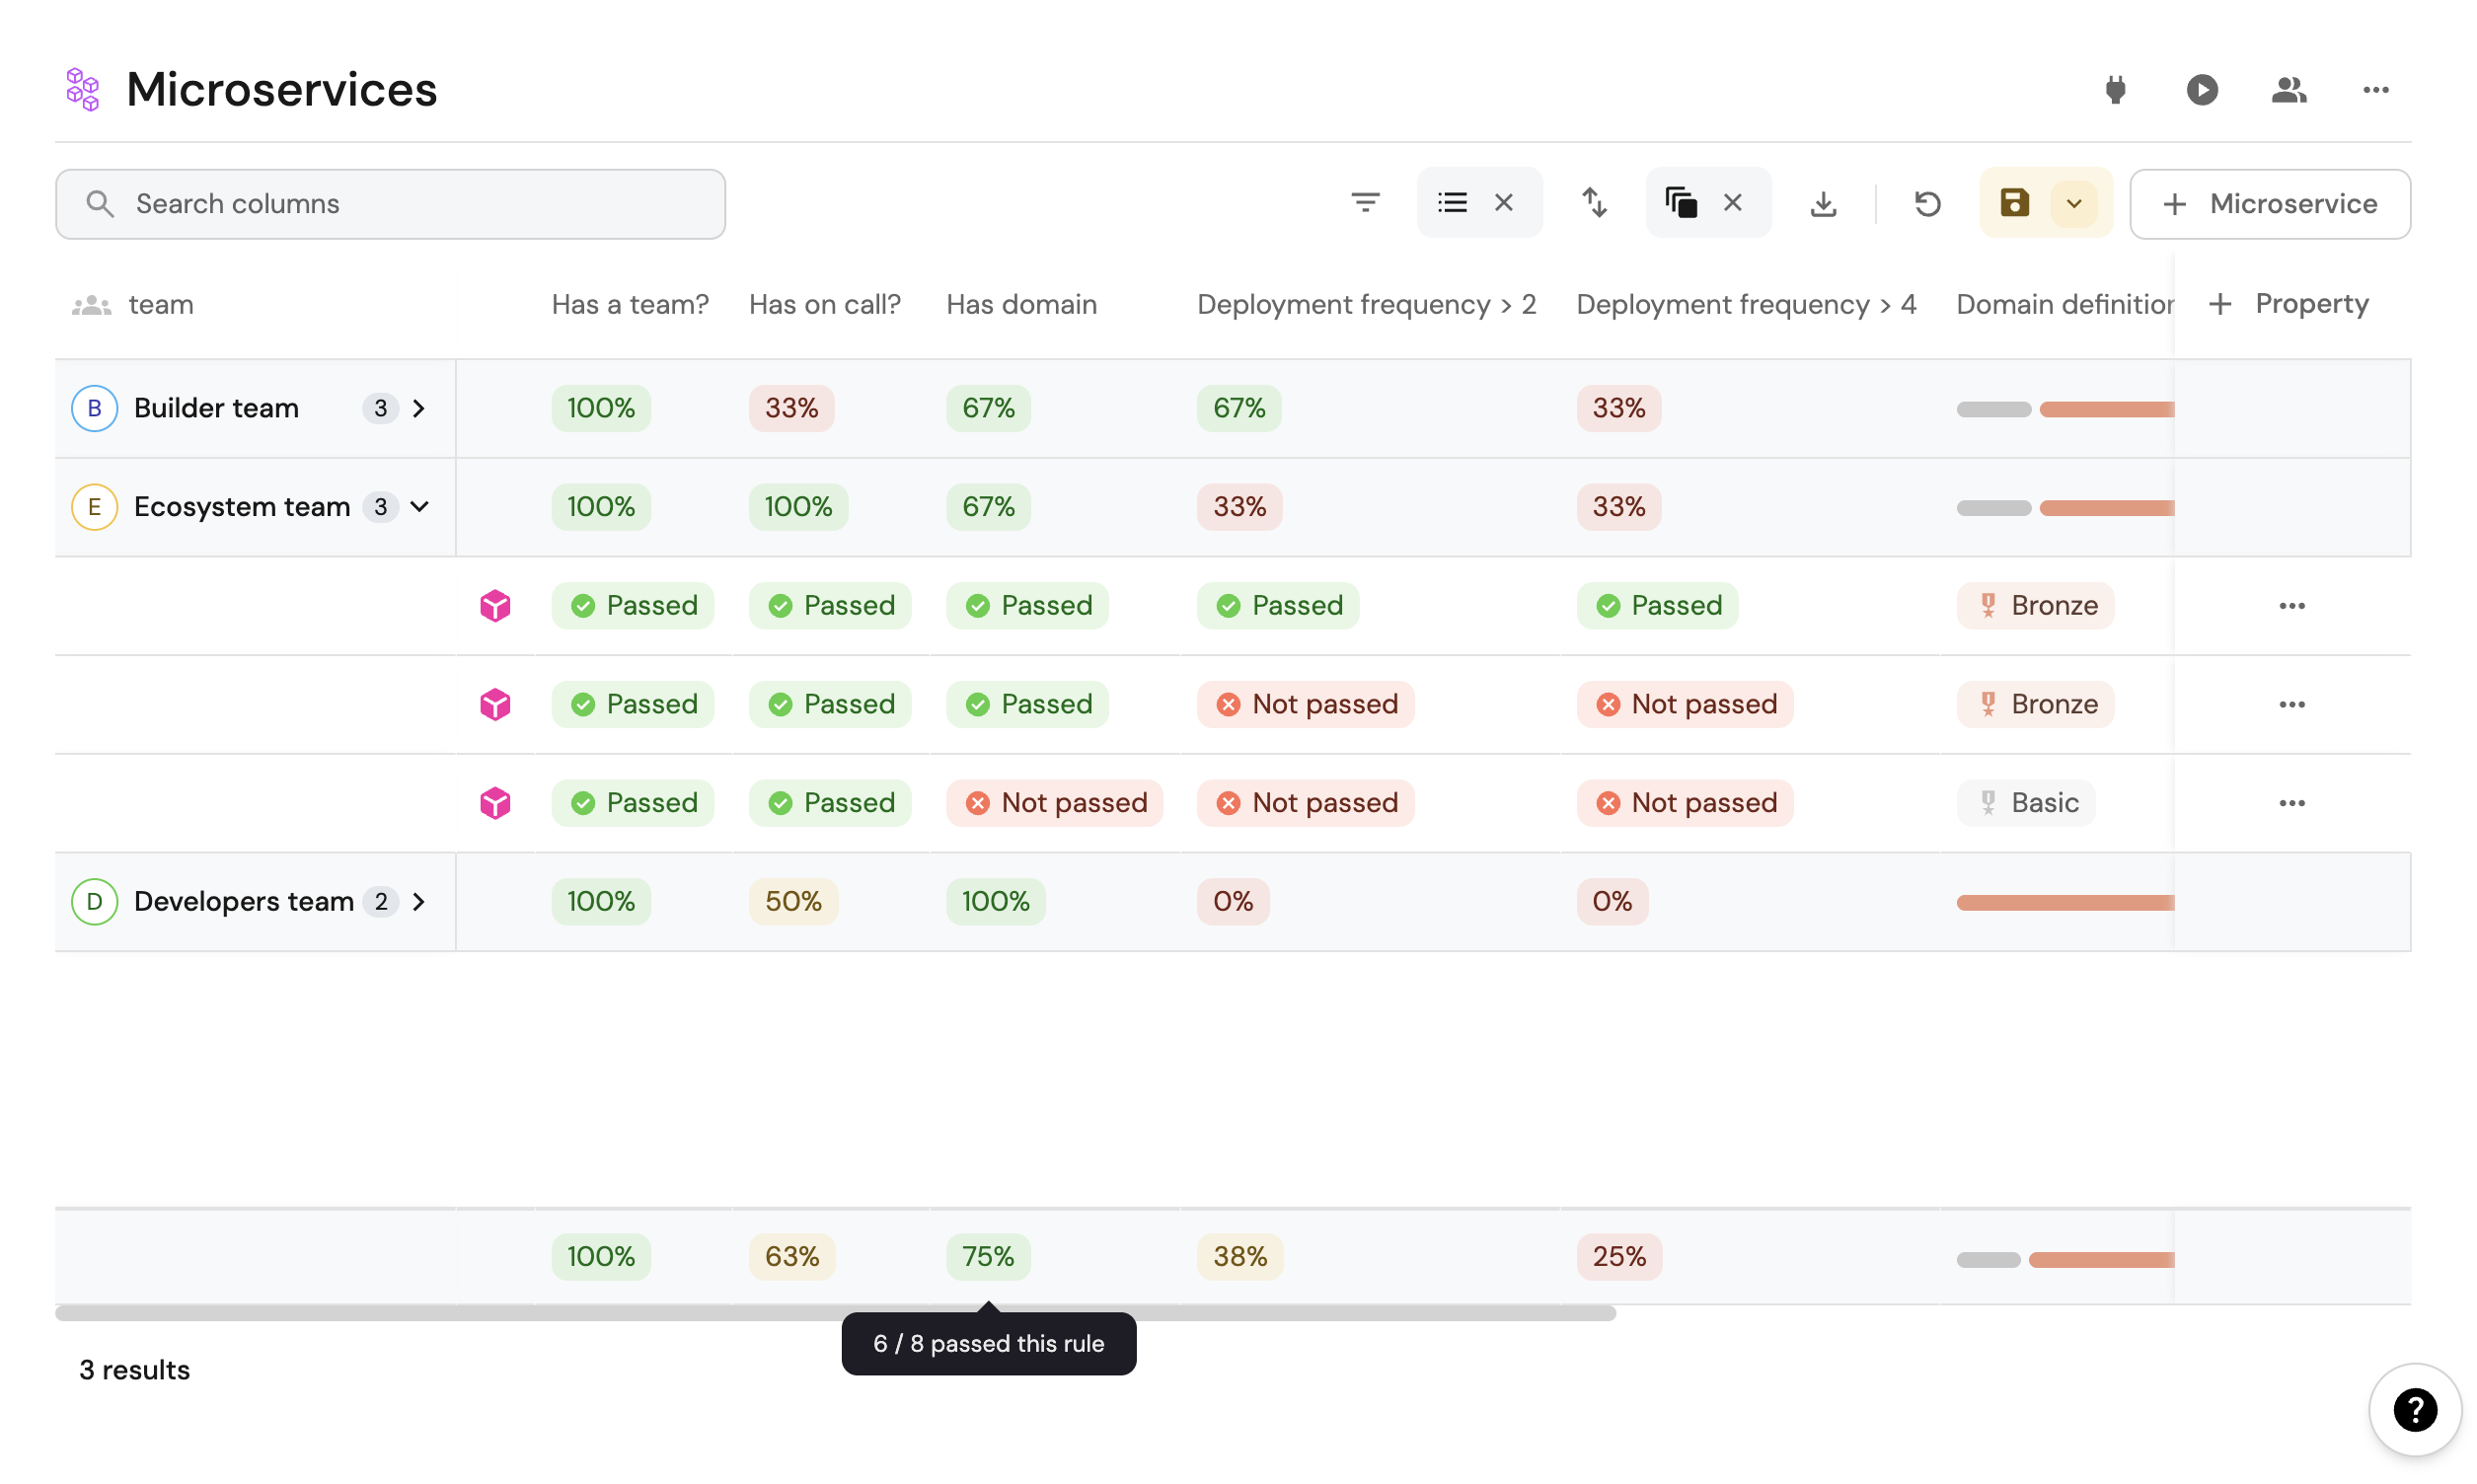 Microservices
Search columns
Microservice
team Has a team? Has on call? Has domain Deployment frequency > 2 Deployment frequency > 4 Domain definition Property
B Builder team 3 100% 33% 67% 67% 33%
E Ecosystem team 3 100% 100% 67% 33% 33%
Passed Passed Passed Passed Passed Bronze
Passed Passed Passed Not passed Not passed Bronze
Passed Passed Not passed Not passed Not passed Basic
D Developers team 2 100% 50% 100% 0% 0%
100% 63% 75% 38% 25%
6 / 8 passed this rule
3 results